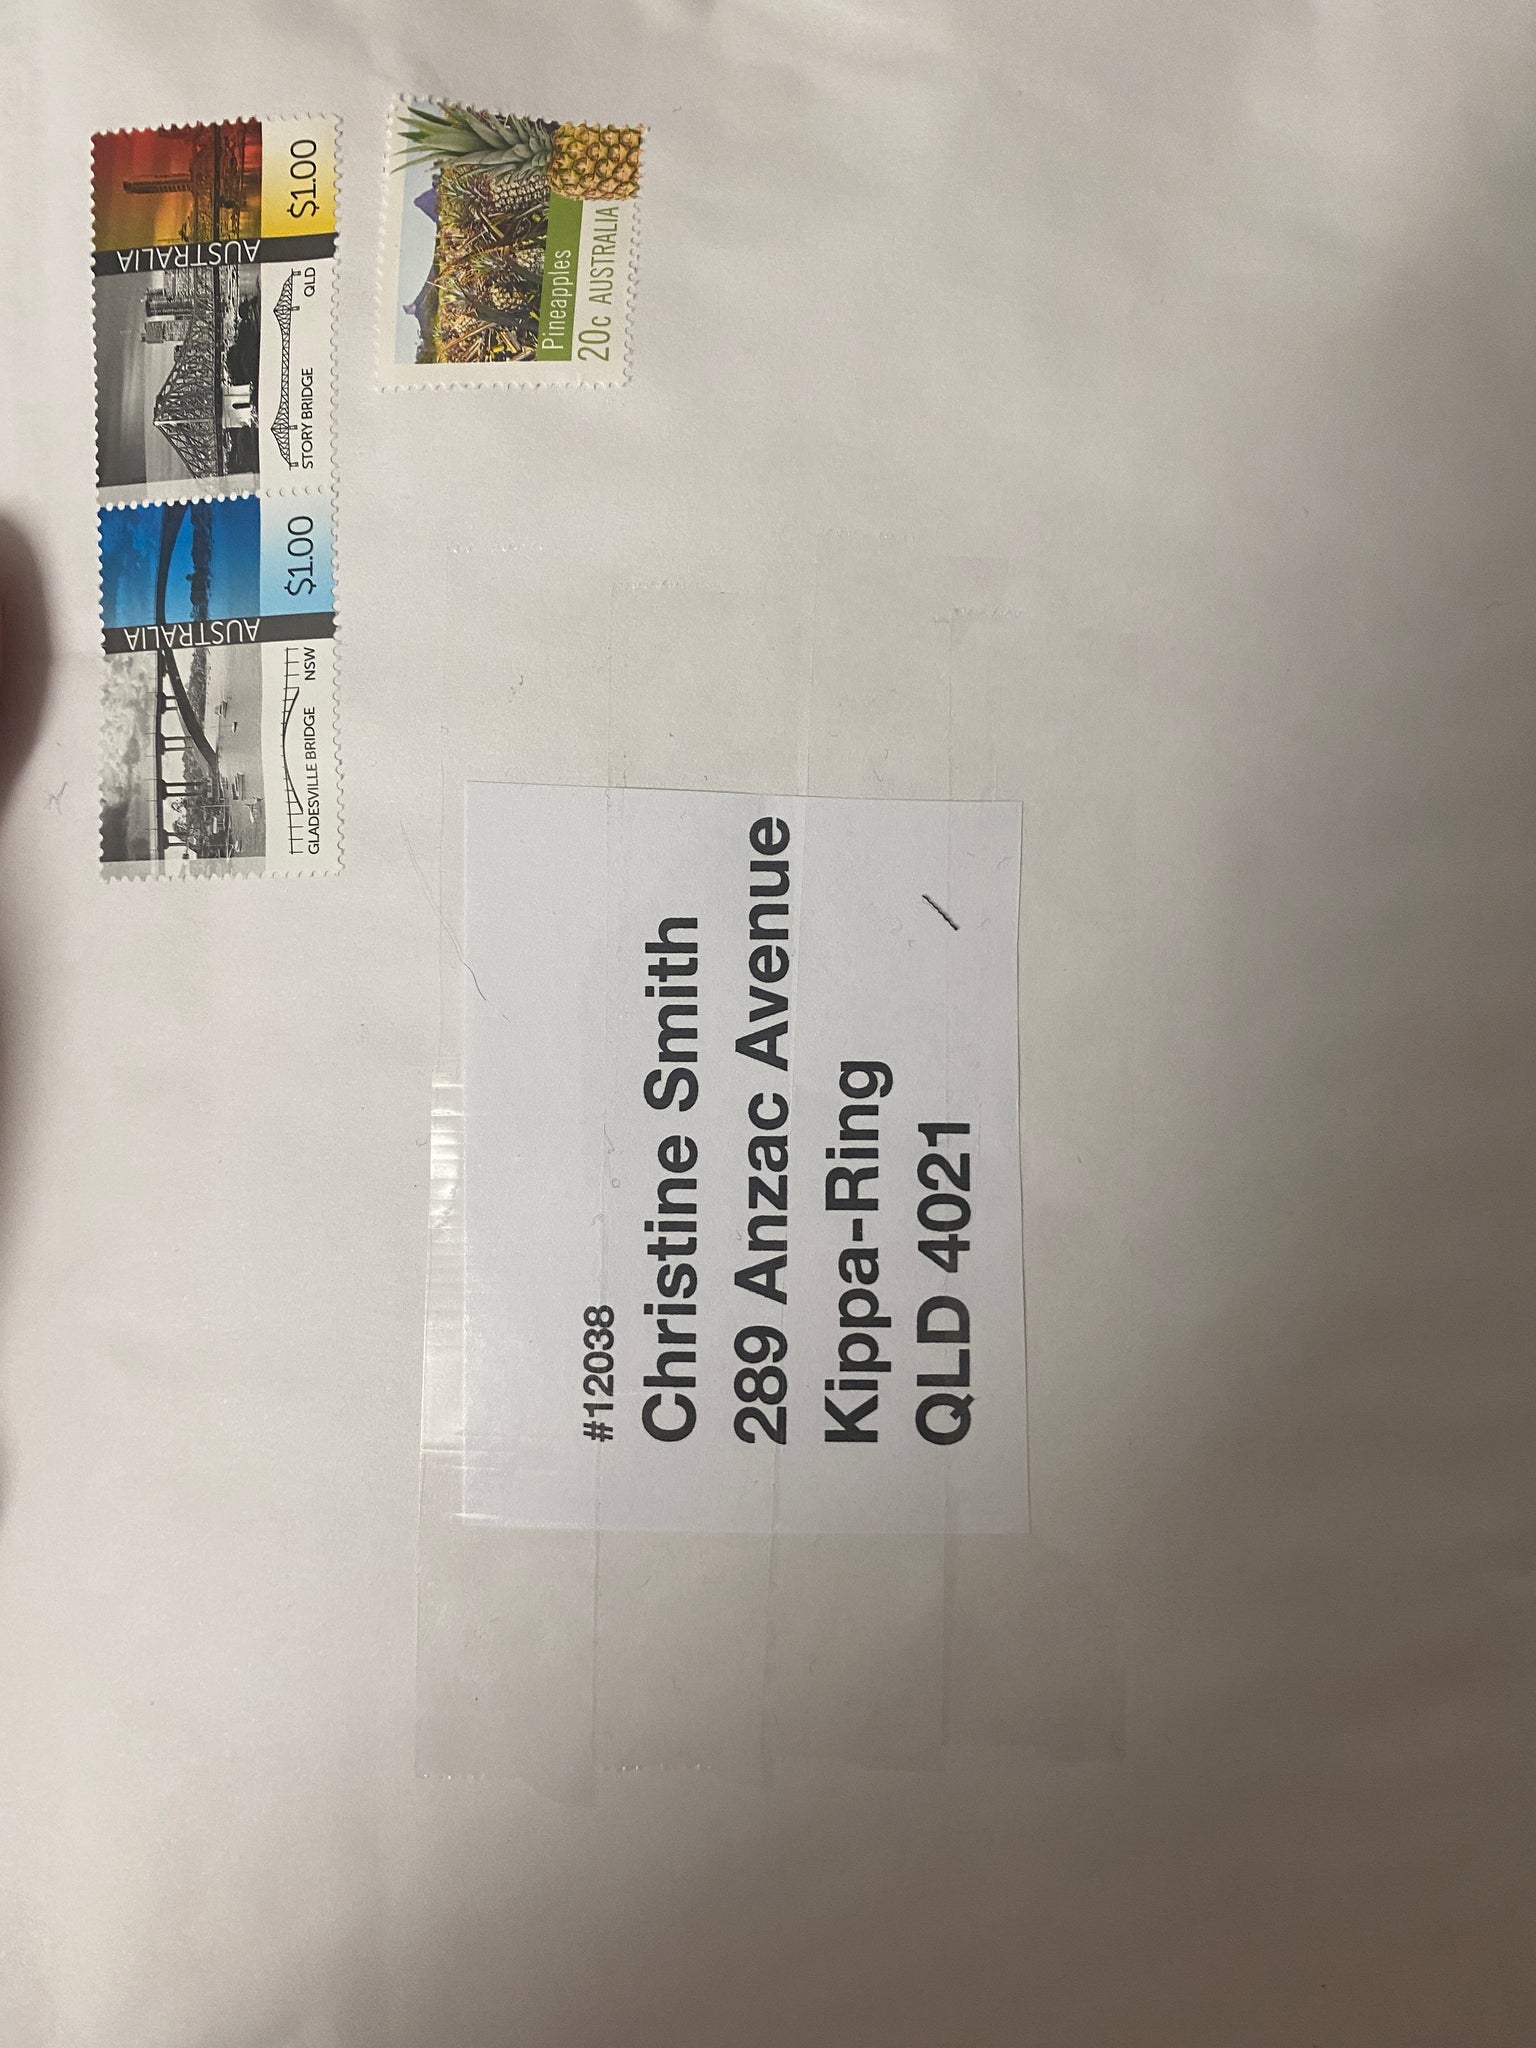 AUSTRALIA
$1.00
GLADESVILLE BRIDGE NSW
AUSTRALIA
$1.00
STORY BRIDGE QLD
Pineapples
20c AUSTRALIA
#12038
Christine Smith
289 Anzac Avenue
Kippa-Ring
QLD 4021